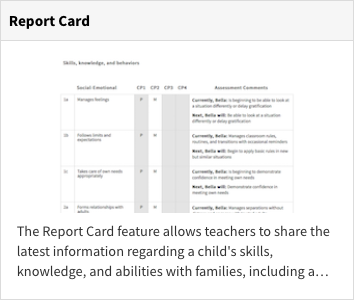 Report Card
Skills, knowledge, and behaviors
Social-Emotional CP1 CP2 CP3 CP4 Assessment Comments
1a Manages feelings P M Currently, Bella: is beginning to be able to look at
a situation differently or delay gratification
Next, Bella will: Be able to look at a situation
differently or delay gratification
1b Follows limits and
expectations P M Currently, Bella: Manages classroom rules,
routines, and transitions with occasional reminders
Next, Bella will: Begin to apply basic rules in new
but similar situations.
1c Takes care of own needs
appropriately P M Currently, Bella: Is beginning to demonstrate
confidence in meeting own needs
Next, Bella will: Demonstrate confidence in
meeting own needs
Forms relationships with
adults P M Currently, Bella: Manages separations without
The Report Card feature allows teachers to share the
latest information regarding a child's skills,
knowledge, and abilities with families, including a…